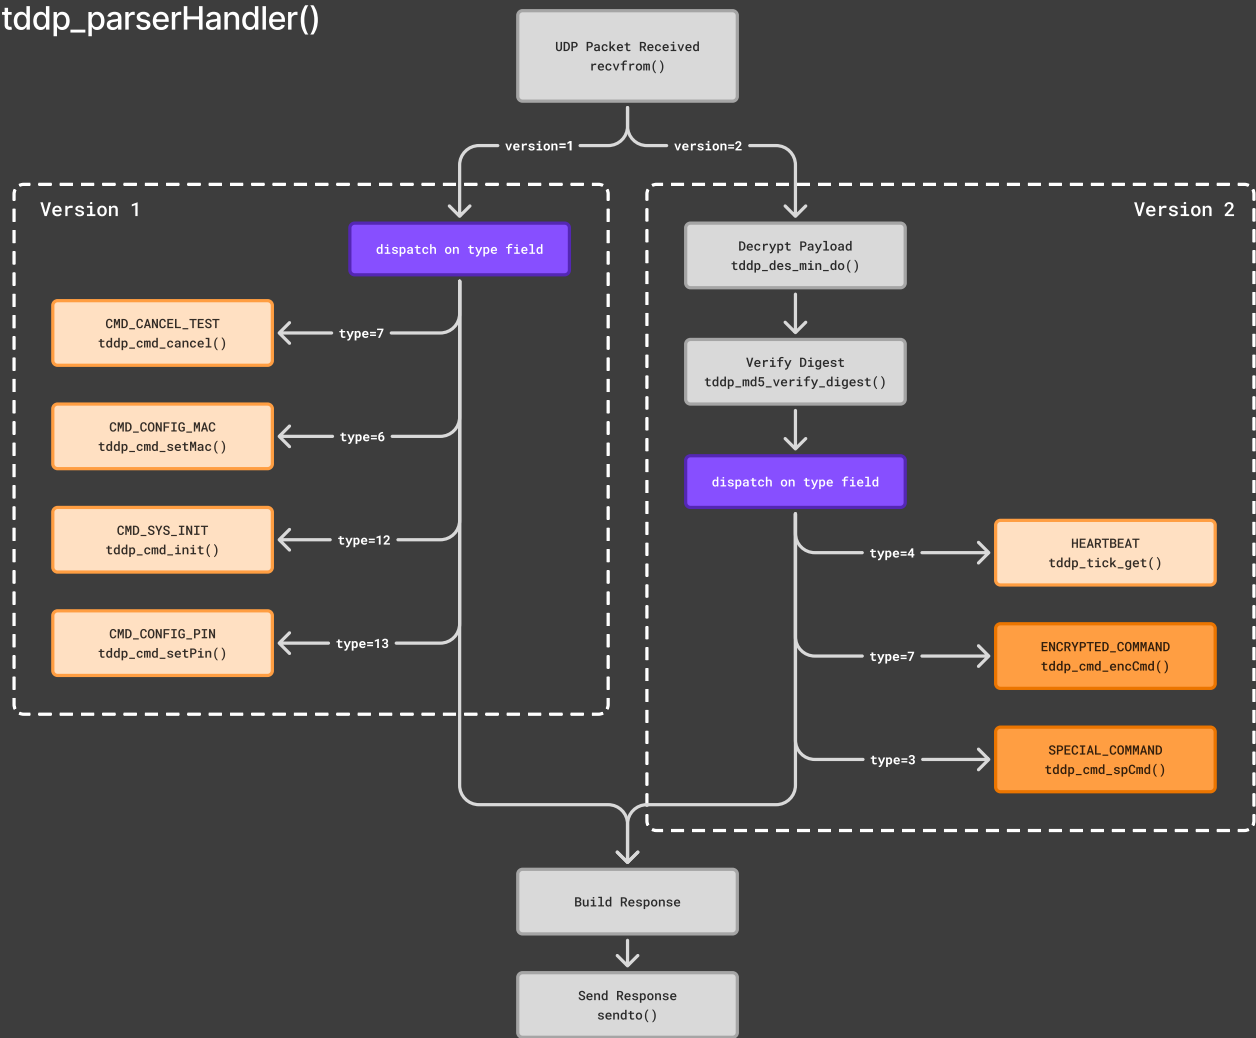 tddp_parserHandler()
UDP Packet Received
recvfrom()
version=1
version=2
Version 1
dispatch on type field
CMD_CANCEL_TEST
tddp_cmd_cancel()
type=7
CMD_CONFIG_MAC
tddp_cmd_setMac()
type=6
CMD_SYS_INIT
tddp_cmd_init()
type=12
CMD_CONFIG_PIN
tddp_cmd_setPin()
type=13
Version 2
Decrypt Payload
tddp_des_min_do()
Verify Digest
tddp_md5_verify_digest()
dispatch on type field
type=4
HEARTBEAT
tddp_tick_get()
type=7
ENCRYPTED_COMMAND
tddp_cmd_encCmd()
type=3
SPECIAL_COMMAND
tddp_cmd_spCmd()
Build Response
Send Response
sendto()